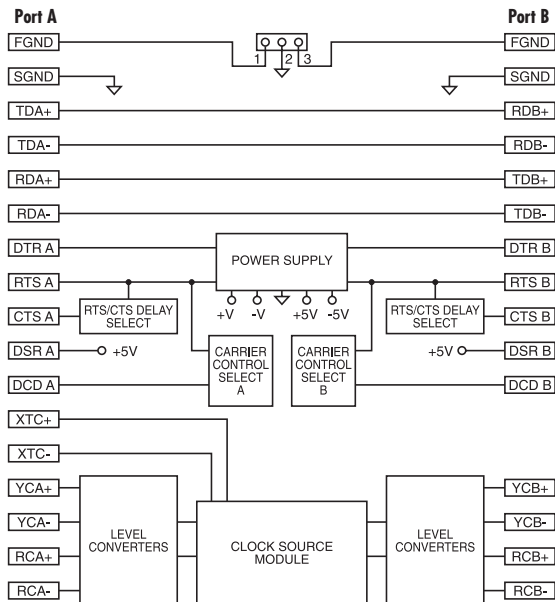 Port A Port B
FGND 1 2 3 FGND
SGND SGND
TDA+ RDB+
TDA- RDB-
RDA+ TDB+
RDA- TDB-
DTR A POWER SUPPLY DTR B
RTS A RTS B
+V -V +5V -5V
CTS A RTS/CTS DELAY SELECT RTS/CTS DELAY SELECT CTS B
DSR A +5V +5V DSR B
CARRIER CONTROL SELECT A
CARRIER CONTROL SELECT B
DCD A DCD B
XTC+
XTC-
YCA+ YCB+
YCA- YCB-
LEVEL CONVERTERS
CLOCK SOURCE MODULE
LEVEL CONVERTERS
RCA+ RCB+
RCA- RCB-